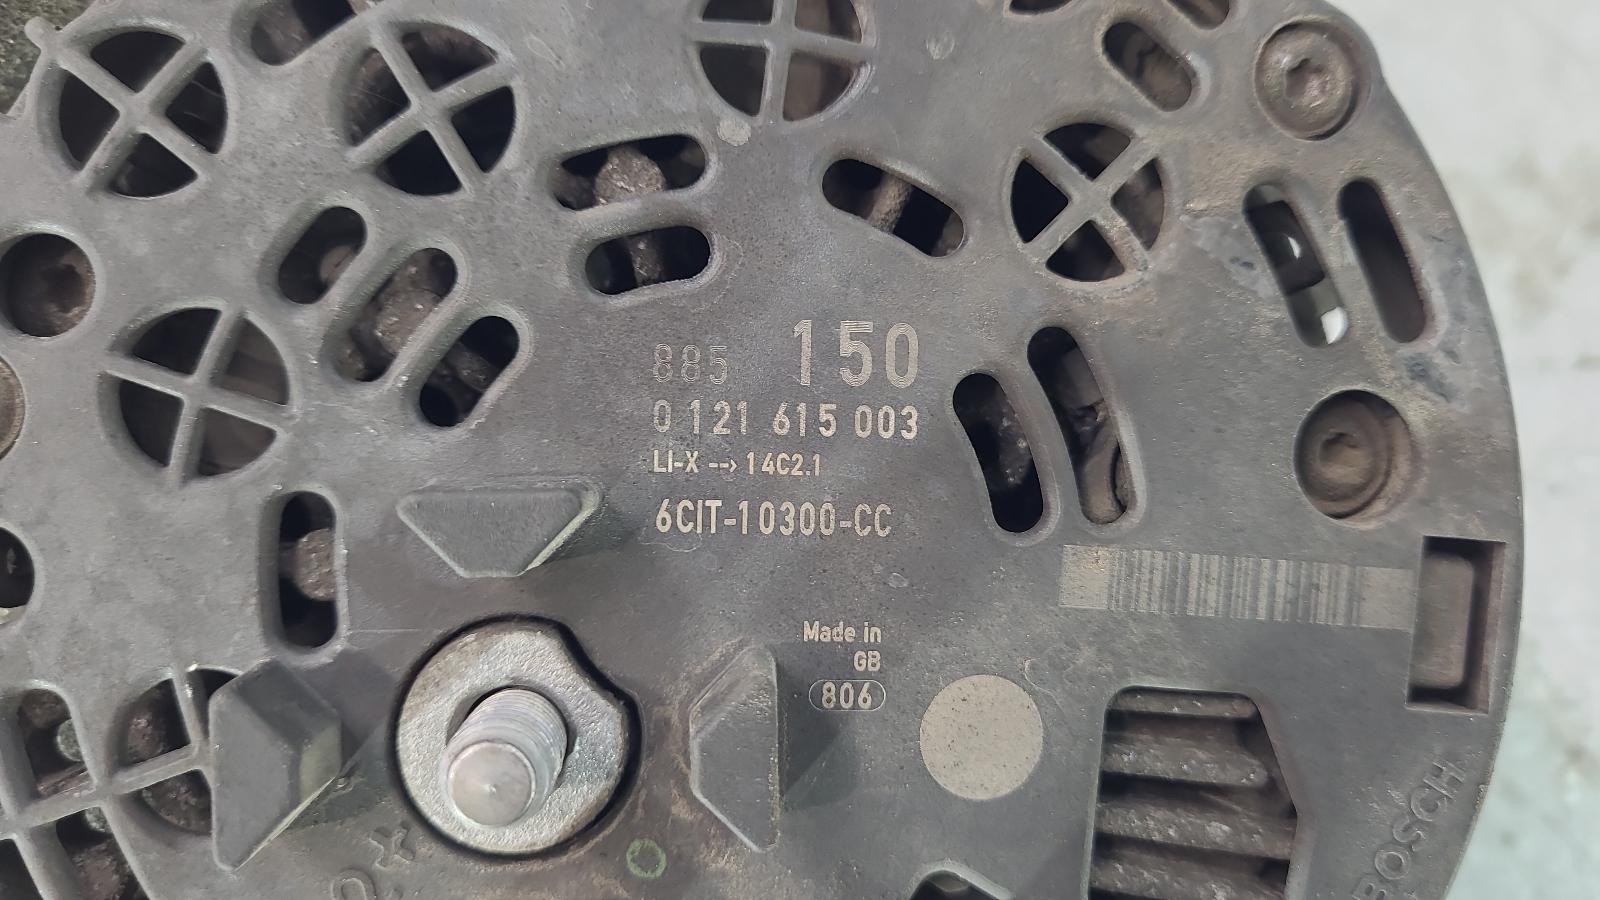 885 150
0 121 615 003
LI-X --> 14C2.1
6CIT-10300-CC
Made in
GB
806
BOSCH